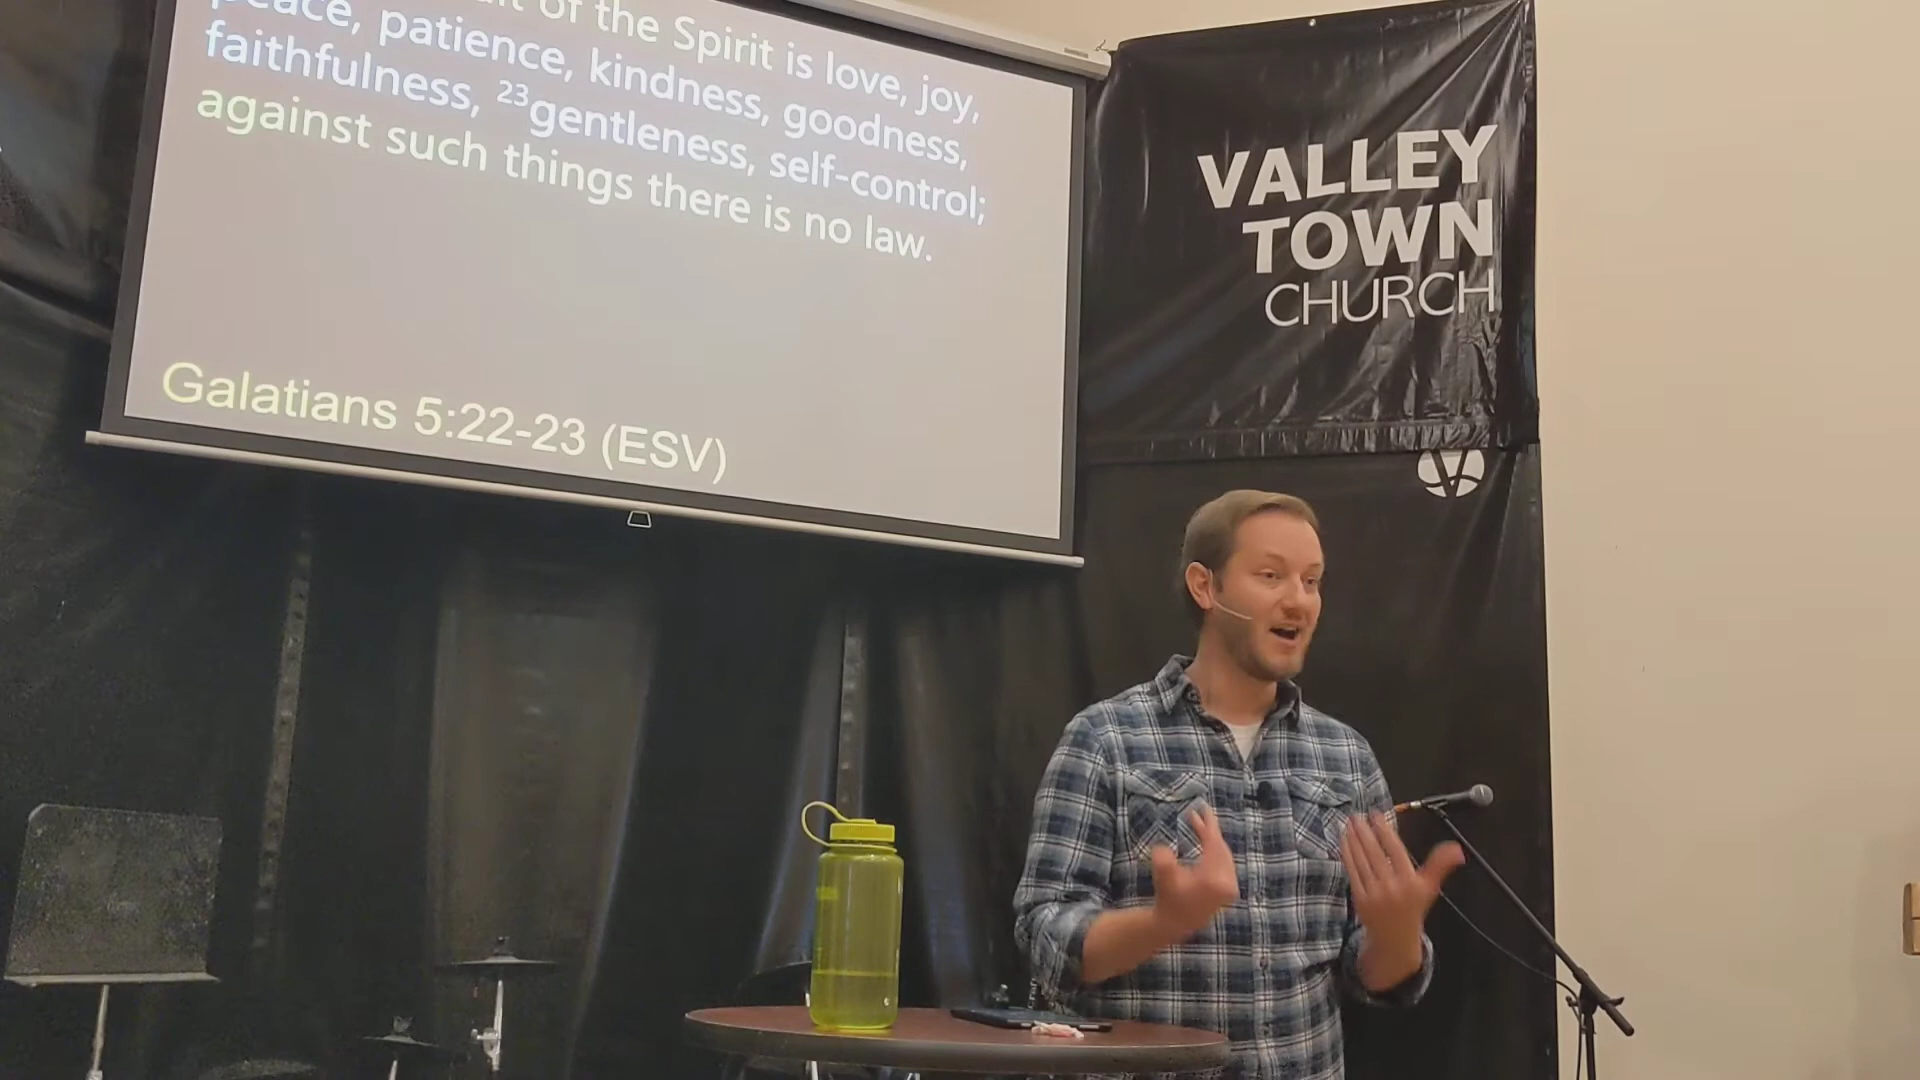 of the Spirit is love, joy,
peace, patience, kindness, goodness,
faithfulness, 23gentleness, self-control;
against such things there is no law.
Galatians 5:22-23 (ESV)
VALLEY
TOWN
CHURCH